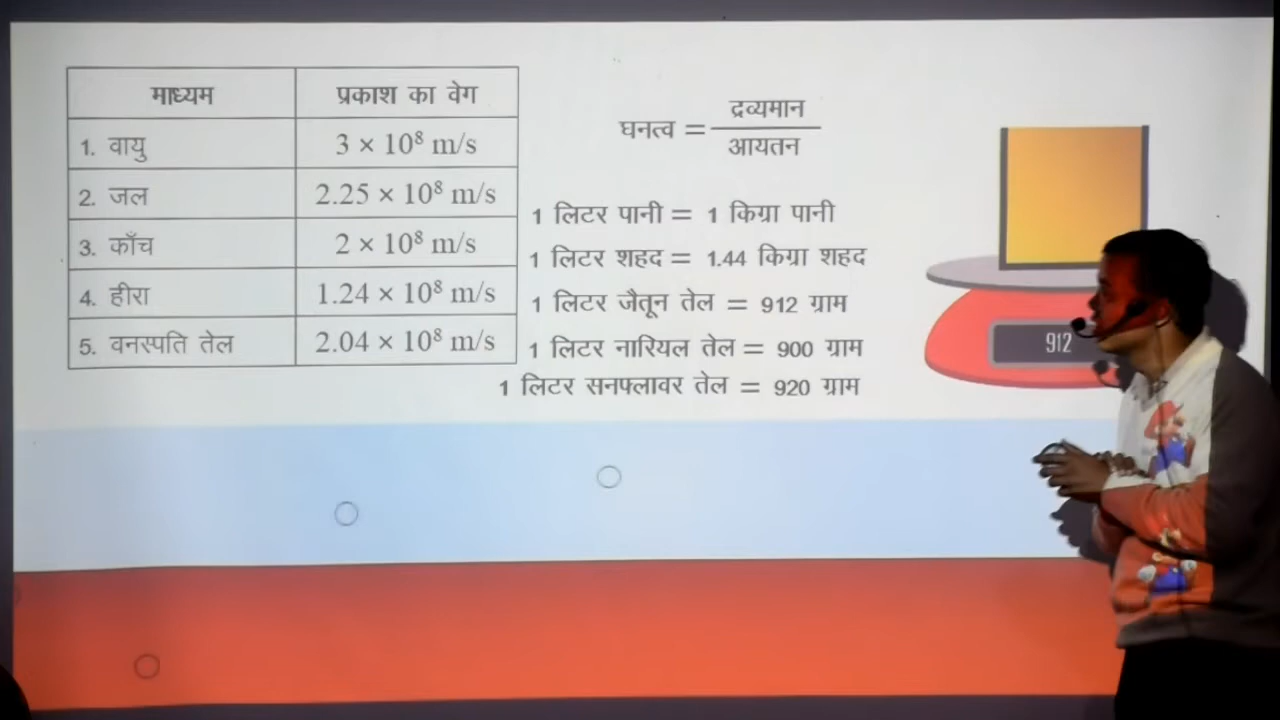 माध्यम प्रकाश का वेग
1. वायु 3 × 10⁸ m/s
2. जल 2.25 × 10⁸ m/s
3. काँच 2 × 10⁸ m/s
4. हीरा 1.24 × 10⁸ m/s
5. वनस्पति तेल 2.04 × 10⁸ m/s
घनत्व = द्रव्यमान
आयतन
1 लिटर पानी = 1 किग्रा पानी
1 लिटर शहद = 1.44 किग्रा शहद
1 लिटर जैतून तेल = 912 ग्राम
1 लिटर नारियल तेल = 900 ग्राम
1 लिटर सनफ्लावर तेल = 920 ग्राम
912